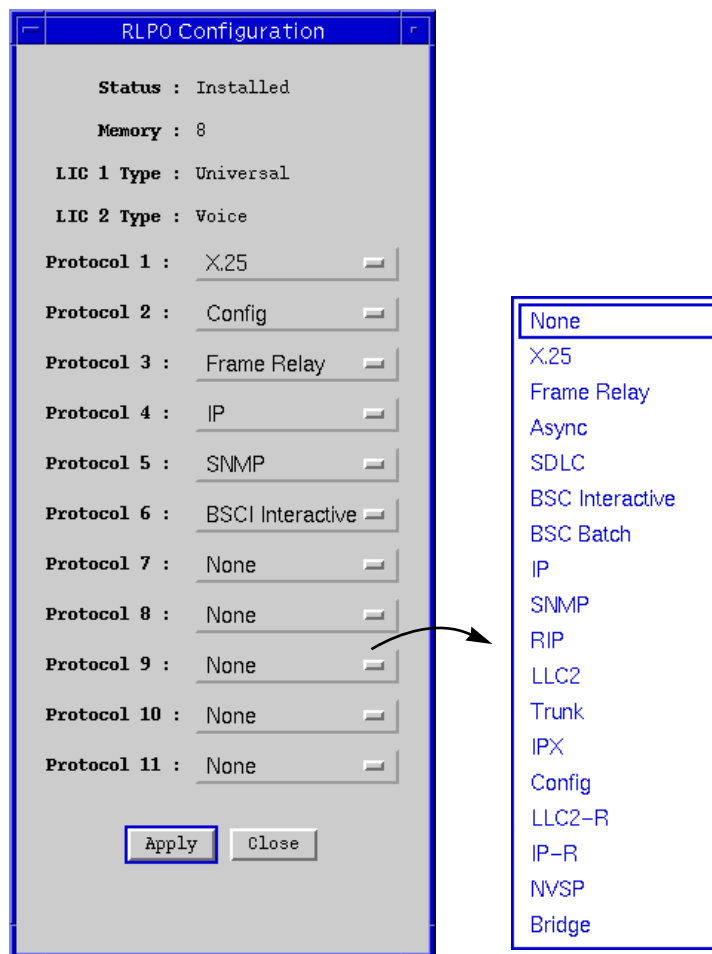 RLP0 Configuration
Status : Installed
Memory : 8
LIC 1 Type : Universal
LIC 2 Type : Voice
Protocol 1 : X.25
Protocol 2 : Config
Protocol 3 : Frame Relay
Protocol 4 : IP
Protocol 5 : SNMP
Protocol 6 : BSCI Interactive
Protocol 7 : None
Protocol 8 : None
Protocol 9 : None
Protocol 10 : None
Protocol 11 : None
Apply Close
None
X.25
Frame Relay
Async
SDLC
BSC Interactive
BSC Batch
IP
SNMP
RIP
LLC2
Trunk
IPX
Config
LLC2-R
IP-R
NVSP
Bridge